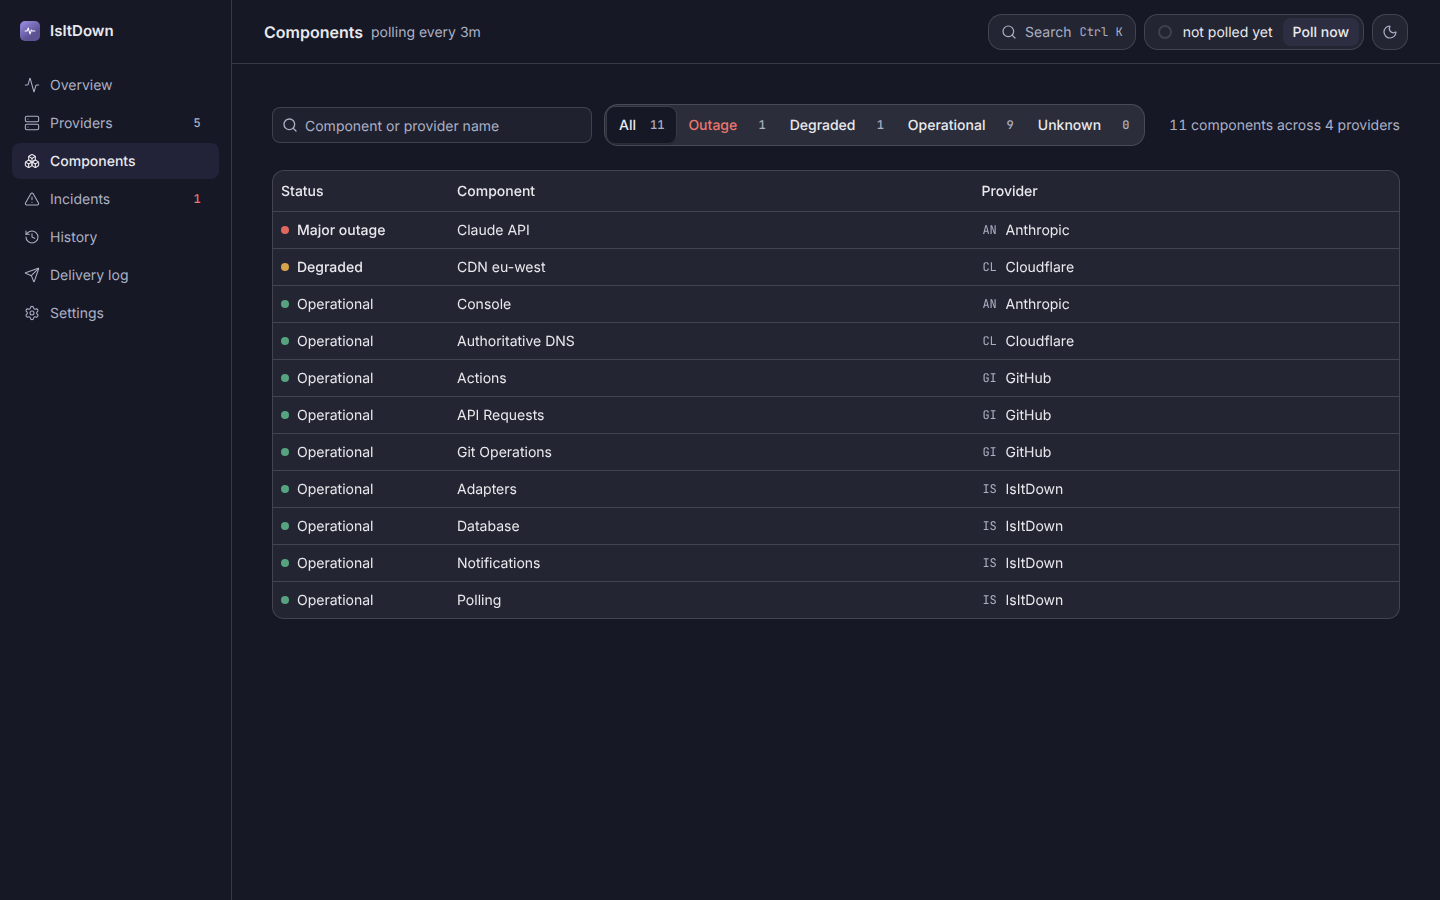 IsItDown
Overview
Providers 5
Components
Incidents 1
History
Delivery log
Settings
Components polling every 3m
Search Ctrl K
not polled yet Poll now
Component or provider name
All 11 Outage 1 Degraded 1 Operational 9 Unknown 0
11 components across 4 providers
Status Component Provider
Major outage Claude API AN Anthropic
Degraded CDN eu-west CL Cloudflare
Operational Console AN Anthropic
Operational Authoritative DNS CL Cloudflare
Operational Actions GI GitHub
Operational API Requests GI GitHub
Operational Git Operations GI GitHub
Operational Adapters IS IsItDown
Operational Database IS IsItDown
Operational Notifications IS IsItDown
Operational Polling IS IsItDown